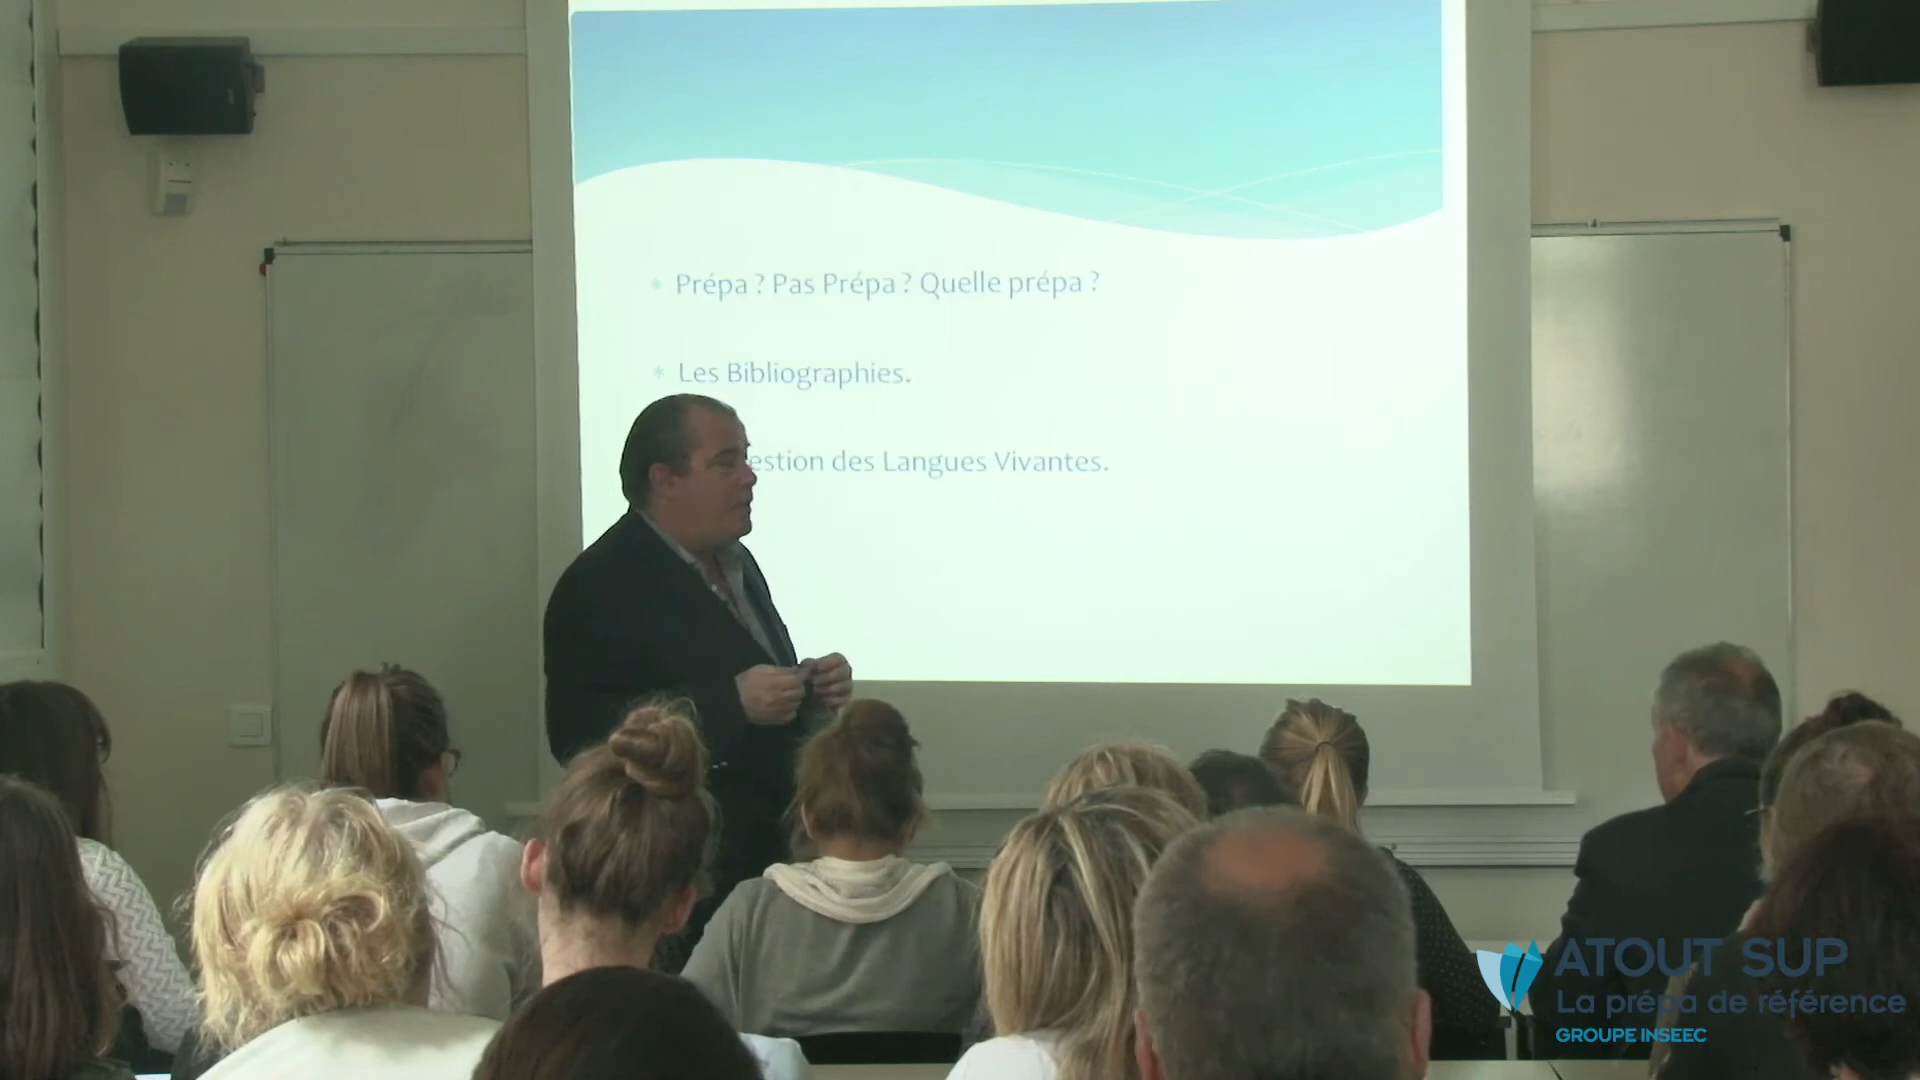 Prépa ? Pas Prépa ? Quelle prépa ?
Les Bibliographies.
estion des Langues Vivantes.
ATOUT SUP
La prépa de référence
GROUPE INSEEC